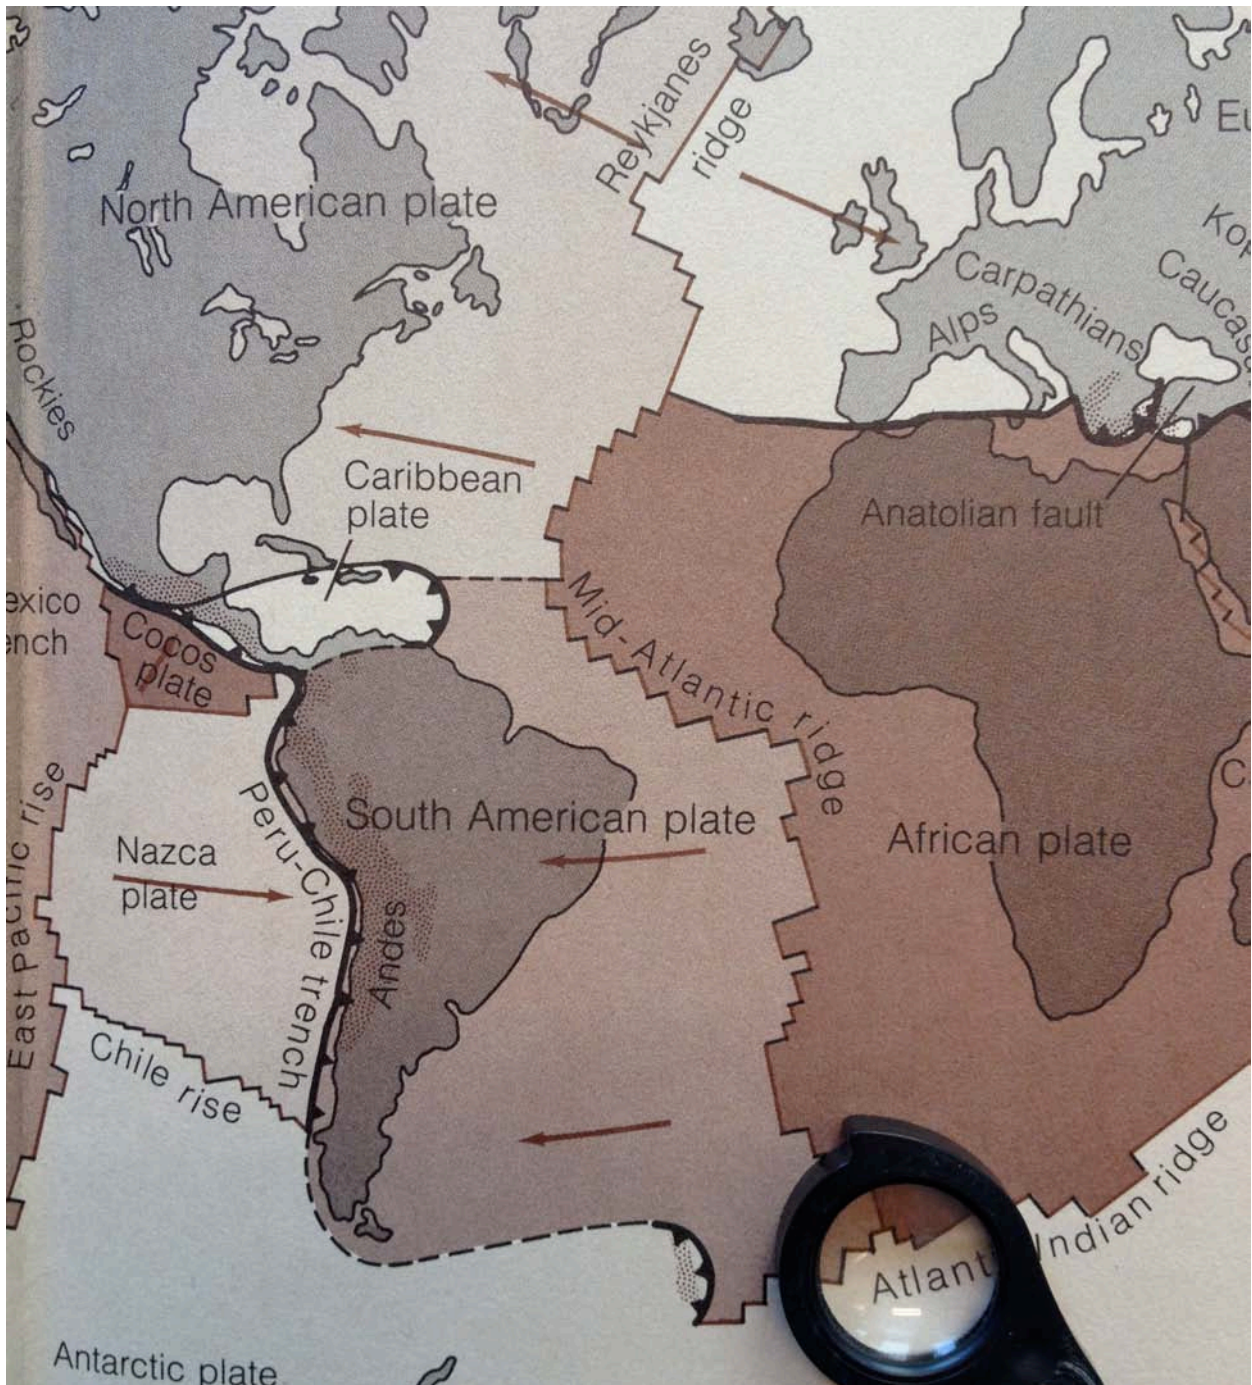 Reykjanes
ridge
Eu
North American plate
Kop
Caucas
Carpathians
Alps
Rockies
Caribbean
plate
Anatolian fault
exico
ench
Cocos
plate
Mid-Atlantic ridge
East Pacific rise
Peru-Chile trench
South American plate
African plate
C
Nazca
plate
Andes
Chile rise
Atlant
Indian ridge
Antarctic plate